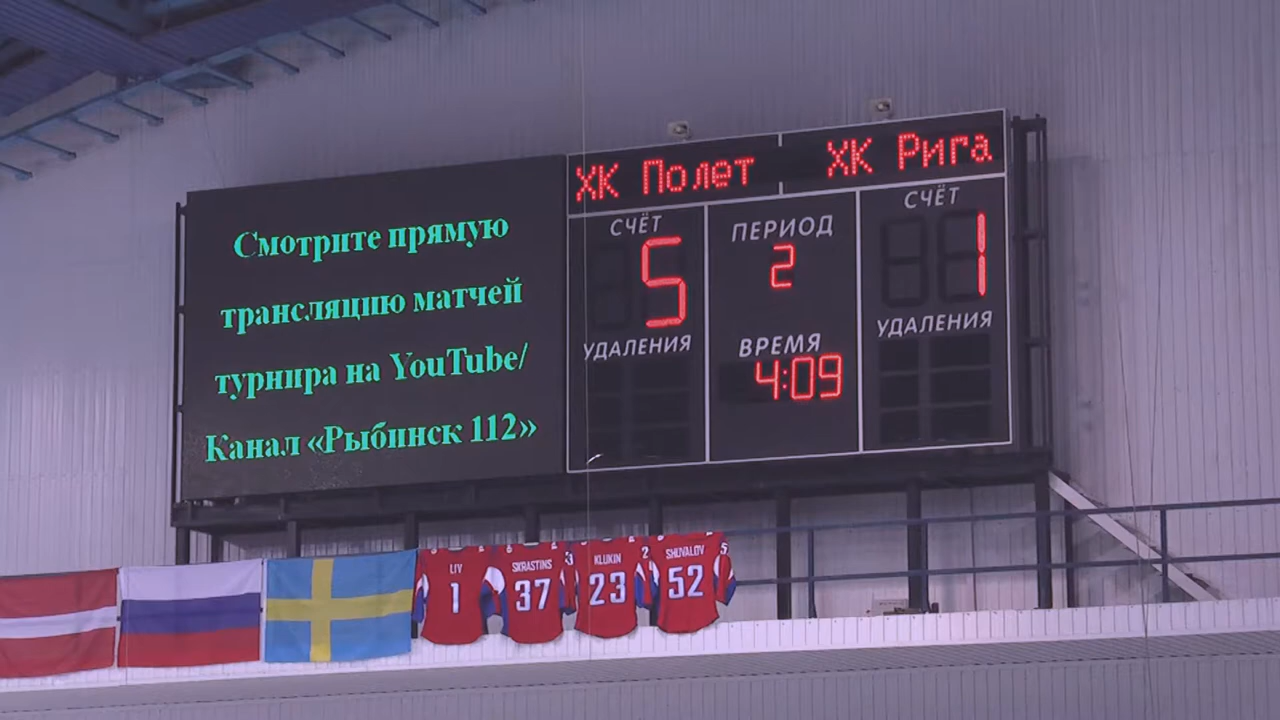 Смотрите прямую
трансляцию матчей
турнира на YouTube/
Канал «Рыбинск 112»
ХК Полет
ХК Рига
СЧЁТ
5
УДАЛЕНИЯ
ПЕРИОД
2
ВРЕМЯ
4:09
СЧЁТ
1
УДАЛЕНИЯ
LIV
1
SKRASTINS
37
KLUKIN
23
SHUVALOV
52